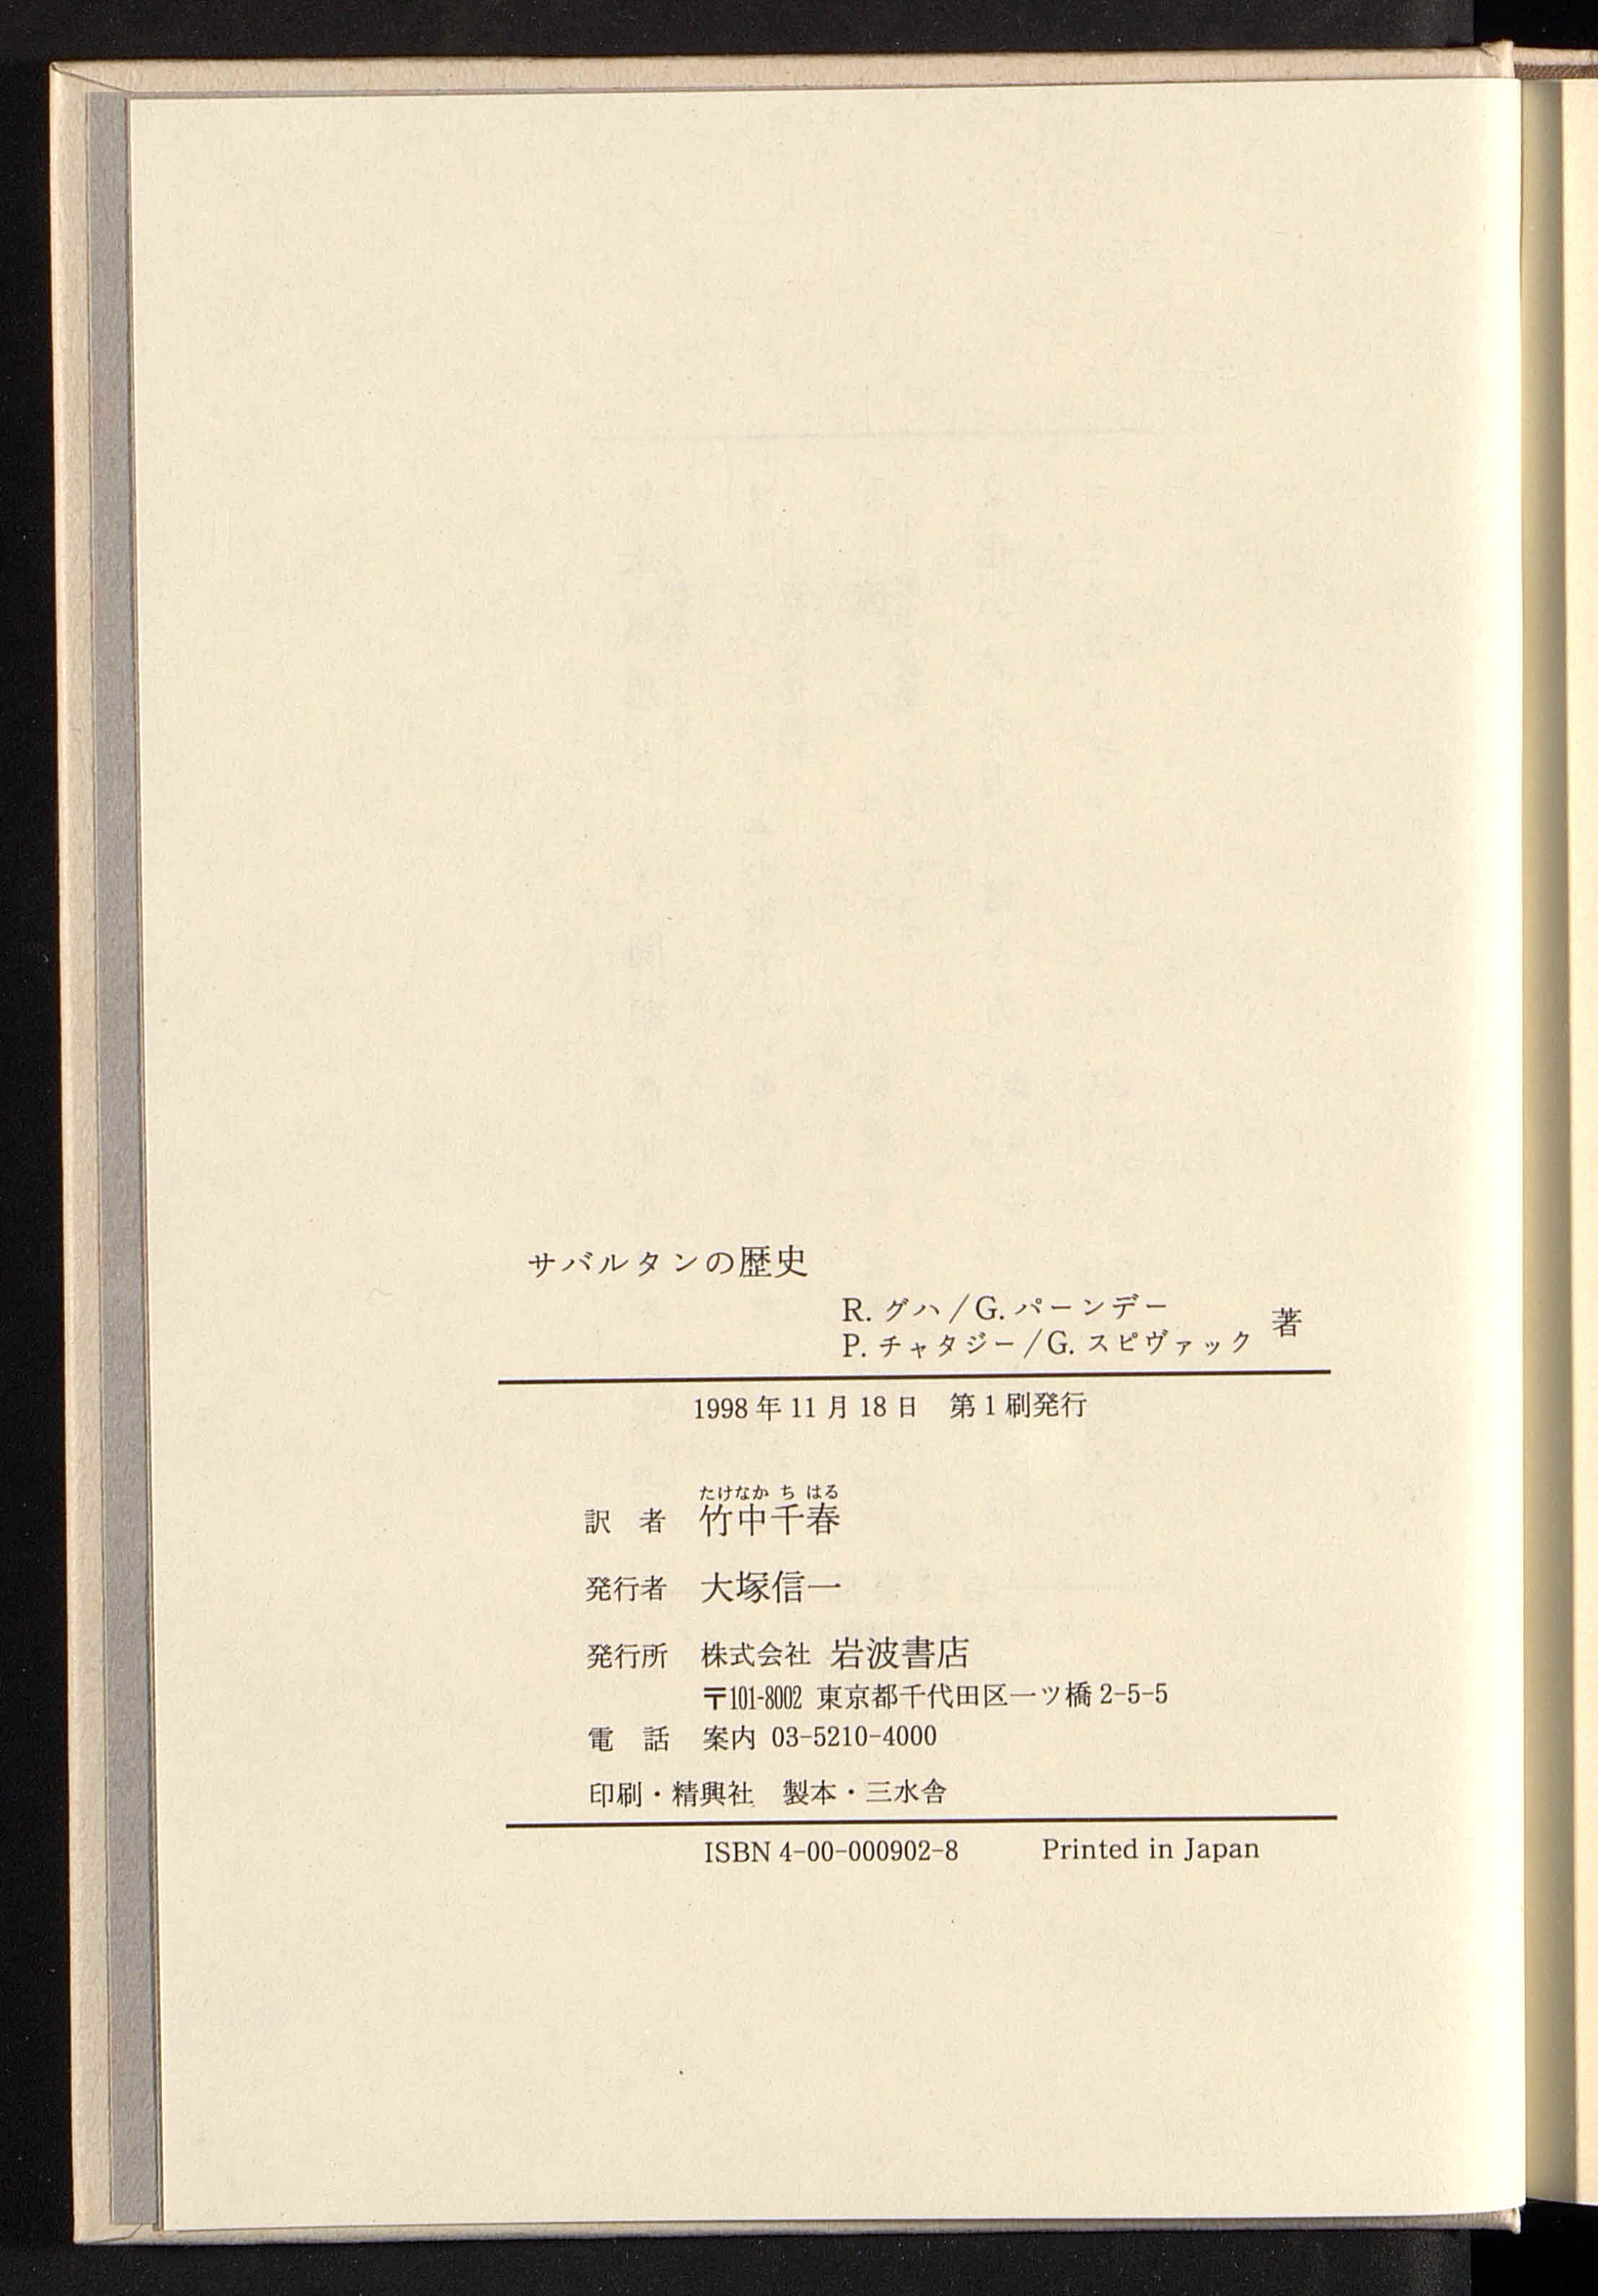 サバルタンの歴史
R.グハ/G.パーンデー
P.チャタジー/G.スピヴァック
著
1998年11月18日　第1刷発行
たけなか ち はる
訳　者　竹中千春
発行者　大塚信一
発行所　株式会社 岩波書店
〒101-8002 東京都千代田区一ツ橋2-5-5
電　話　案内 03-5210-4000
印刷・精興社　製本・三水舎
ISBN 4-00-000902-8　Printed in Japan